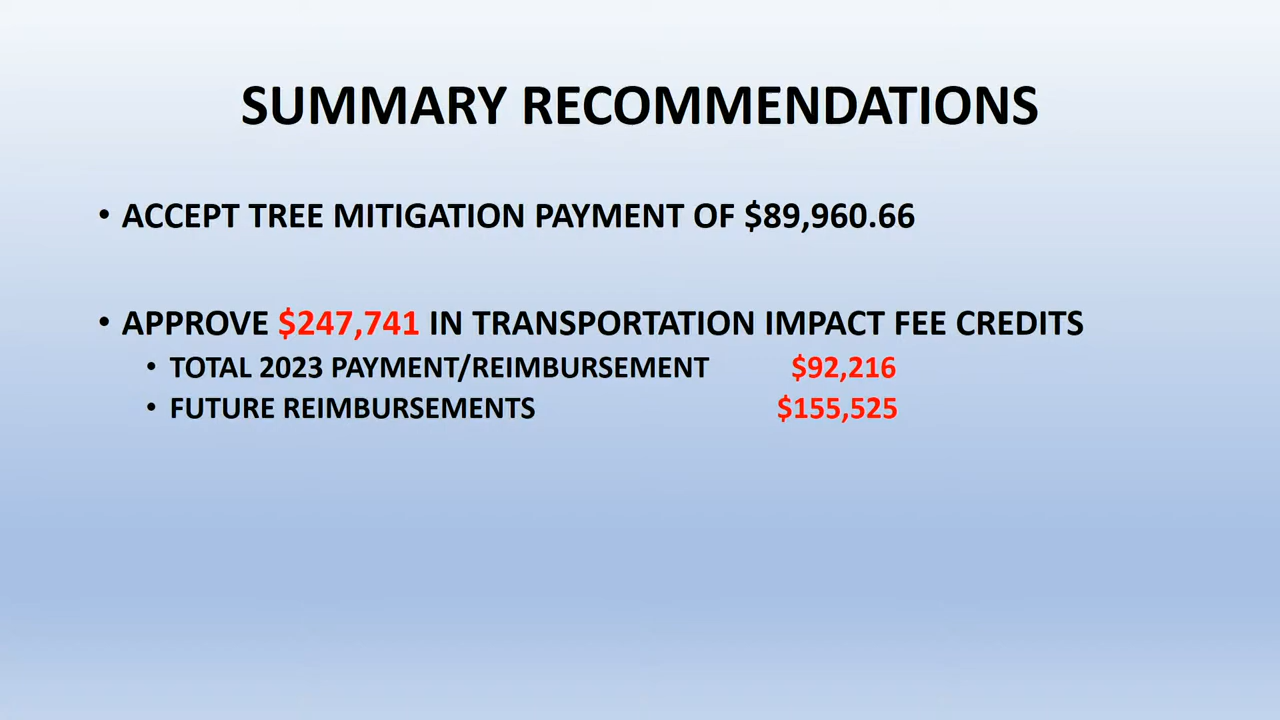 SUMMARY RECOMMENDATIONS
• ACCEPT TREE MITIGATION PAYMENT OF $89,960.66
• APPROVE $247,741 IN TRANSPORTATION IMPACT FEE CREDITS
• TOTAL 2023 PAYMENT/REIMBURSEMENT $92,216
• FUTURE REIMBURSEMENTS $155,525